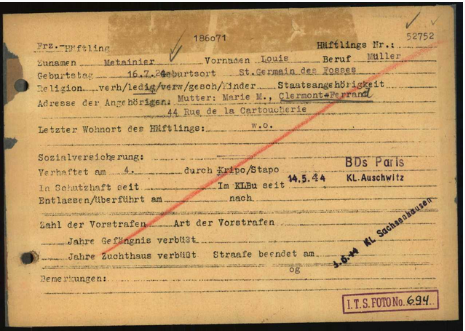 186071
Frz.-Häftling Häftlings Nr.: 52752
Zunamen Metainier Vornamen Louis Beruf Müller
Geburtstag 16.7.24 Geburtsort St.Germain des Fosses
Religion verh/ledig/verw/gesch/Kinder Staatsangehörigkeit
Adresse der Angehörigen: Mutter: Marie M., Clermont-Ferrand
44 Rue de la Cartoucherie
Letzter Wohnort des Häftlings: w.o.
Sozialversicherung:
Verhaftet am 4. durch Kripo/Stapo BDs Paris
In Schutzhaft seit Im KLBu seit 14.5.44 KL.Auschwitz
Entlassen/überführt am nach
Zahl der Vorstrafen Art der Vorstrafen
Jahre Gefängnis verbüßt
Jahre Zuchthaus verbüßt Straafe beendet am
.6.44 KL Sachsenhausen
og
Bemerkungen:
I.T.S. FOTO No. 694